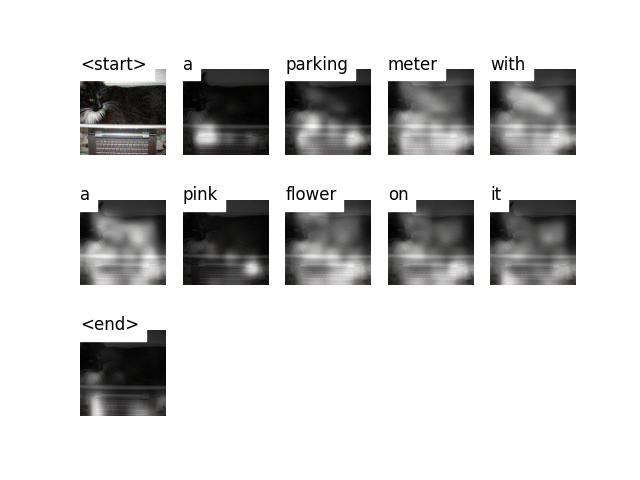 <start> a parking meter with
a pink flower on it
<end>